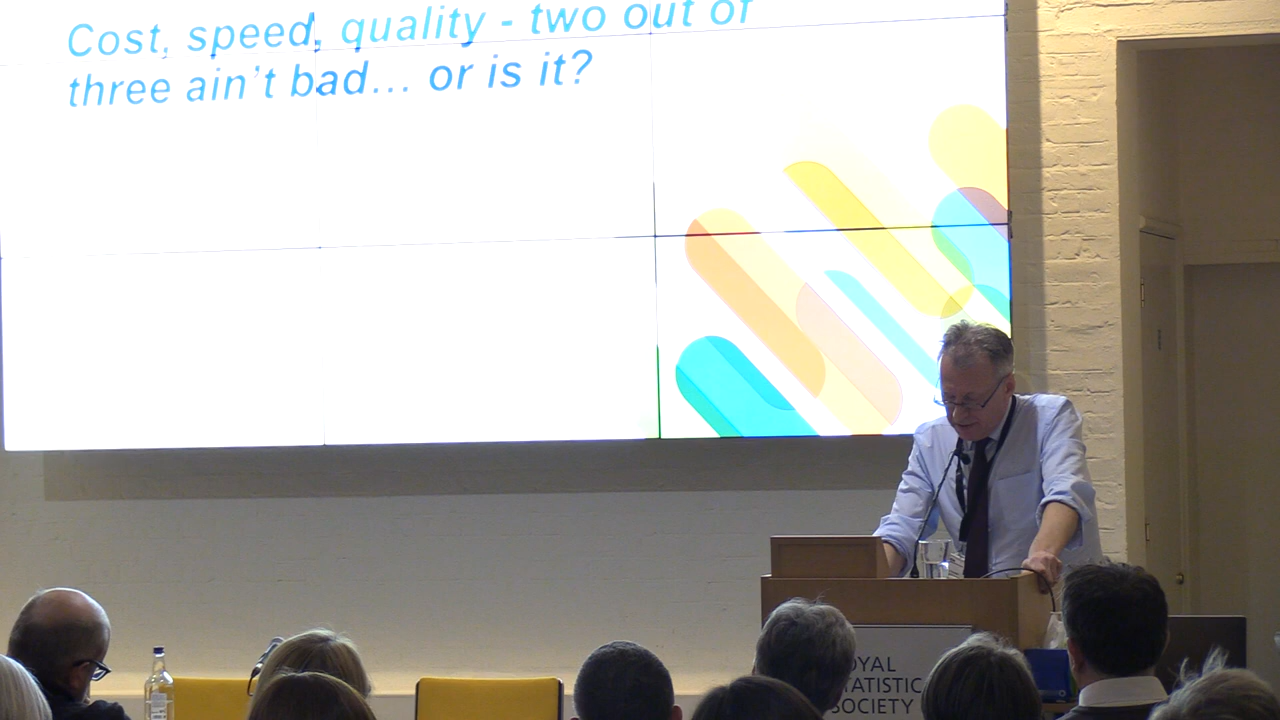 Cost, speed, quality - two out of
three ain't bad... or is it?
OYAL
TATISTIC
SOCIETY